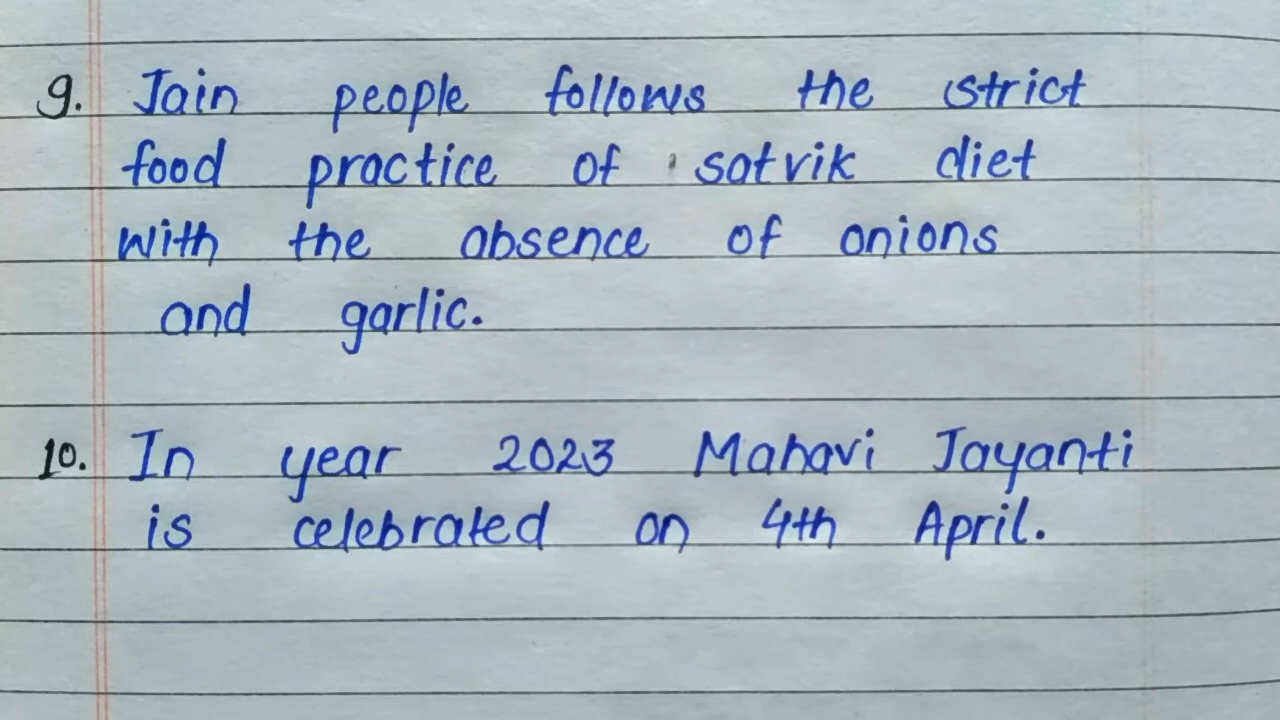 9. Jain people follows the strict
food practice of satvik diet
with the absence of onions
and garlic.
10. In year 2023 Mahavi Jayanti
is celebrated on 4th April.